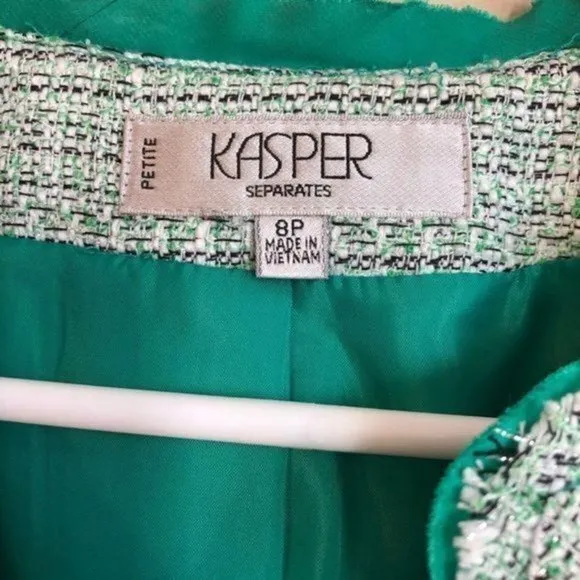 PETITE
KASPER
SEPARATES
8P
MADE IN
VIETNAM